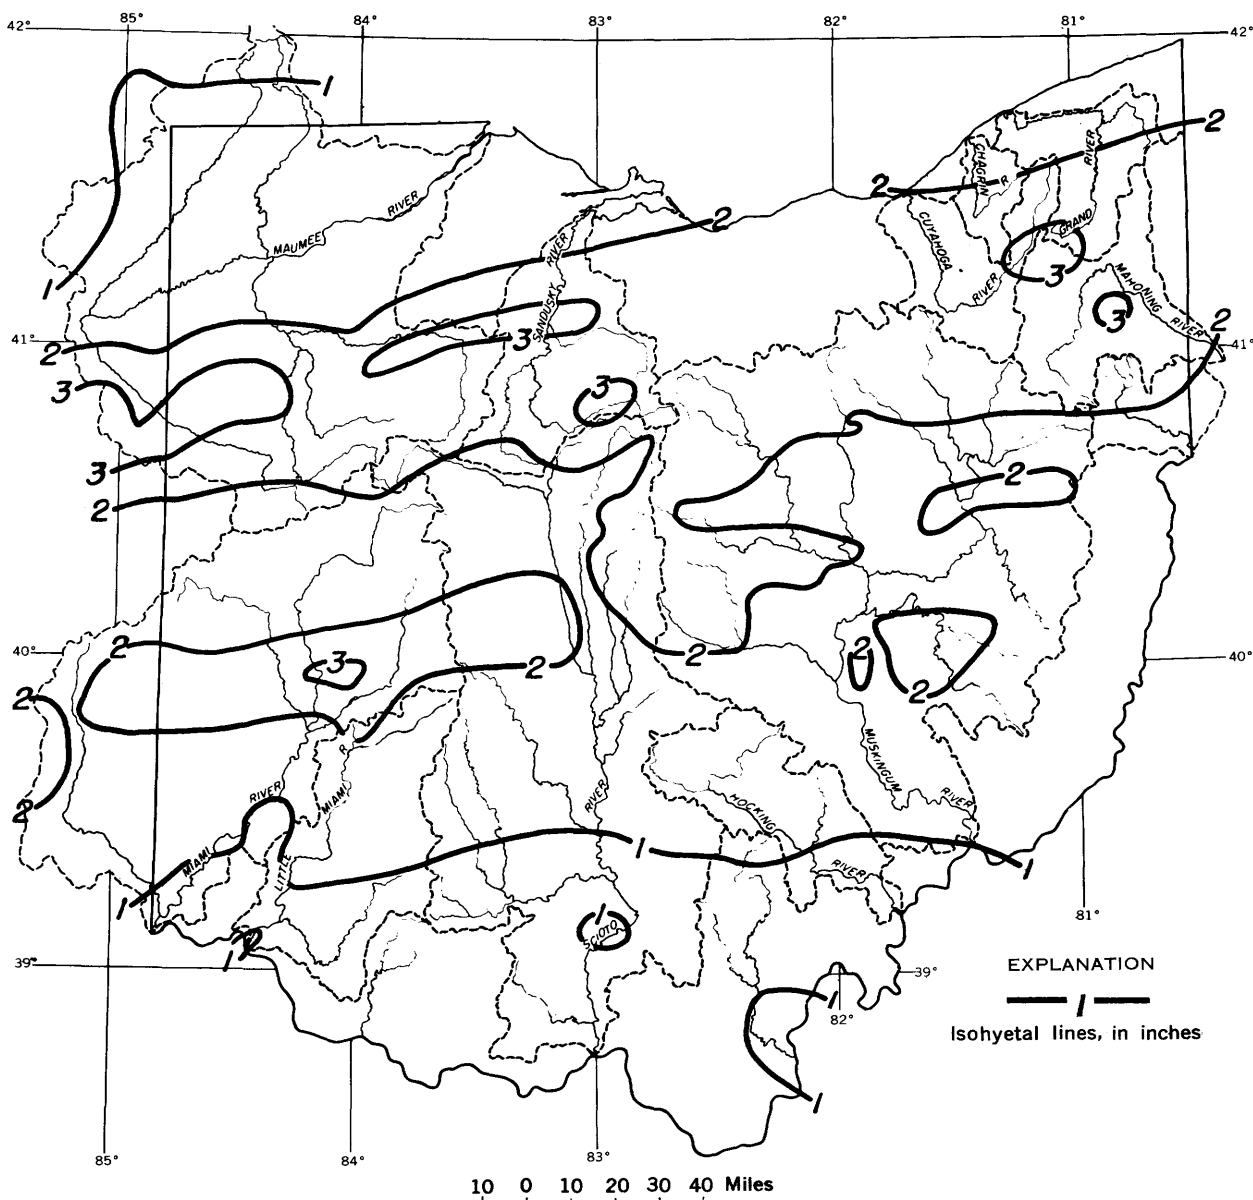 85°
84°
83°
82°
81°
42°
42°
1
2
CHAGRIN
R.
RIVER
2
RIVER
MAUMEE
2
GRAND
CUYAHOGA
RIVER
SANDUSKY
3
RIVER
MAHONING
RIVER
1
3
2
41°
41°
2
3
3
3
3
2
2
2
40°
40°
2
3
2
2
2
2
2
R.
MUSKINGUM
RIVER
2
RIVER
MIAMI
RIVER
HOCKING
RIVER
1
MIAMI
LITTLE
1
1
1
SCIOTO
81°
1
39°
39°
EXPLANATION
1
1
82°
Isohyetal lines, in inches
1
85°
84°
83°
10 0 10 20 30 40 Miles